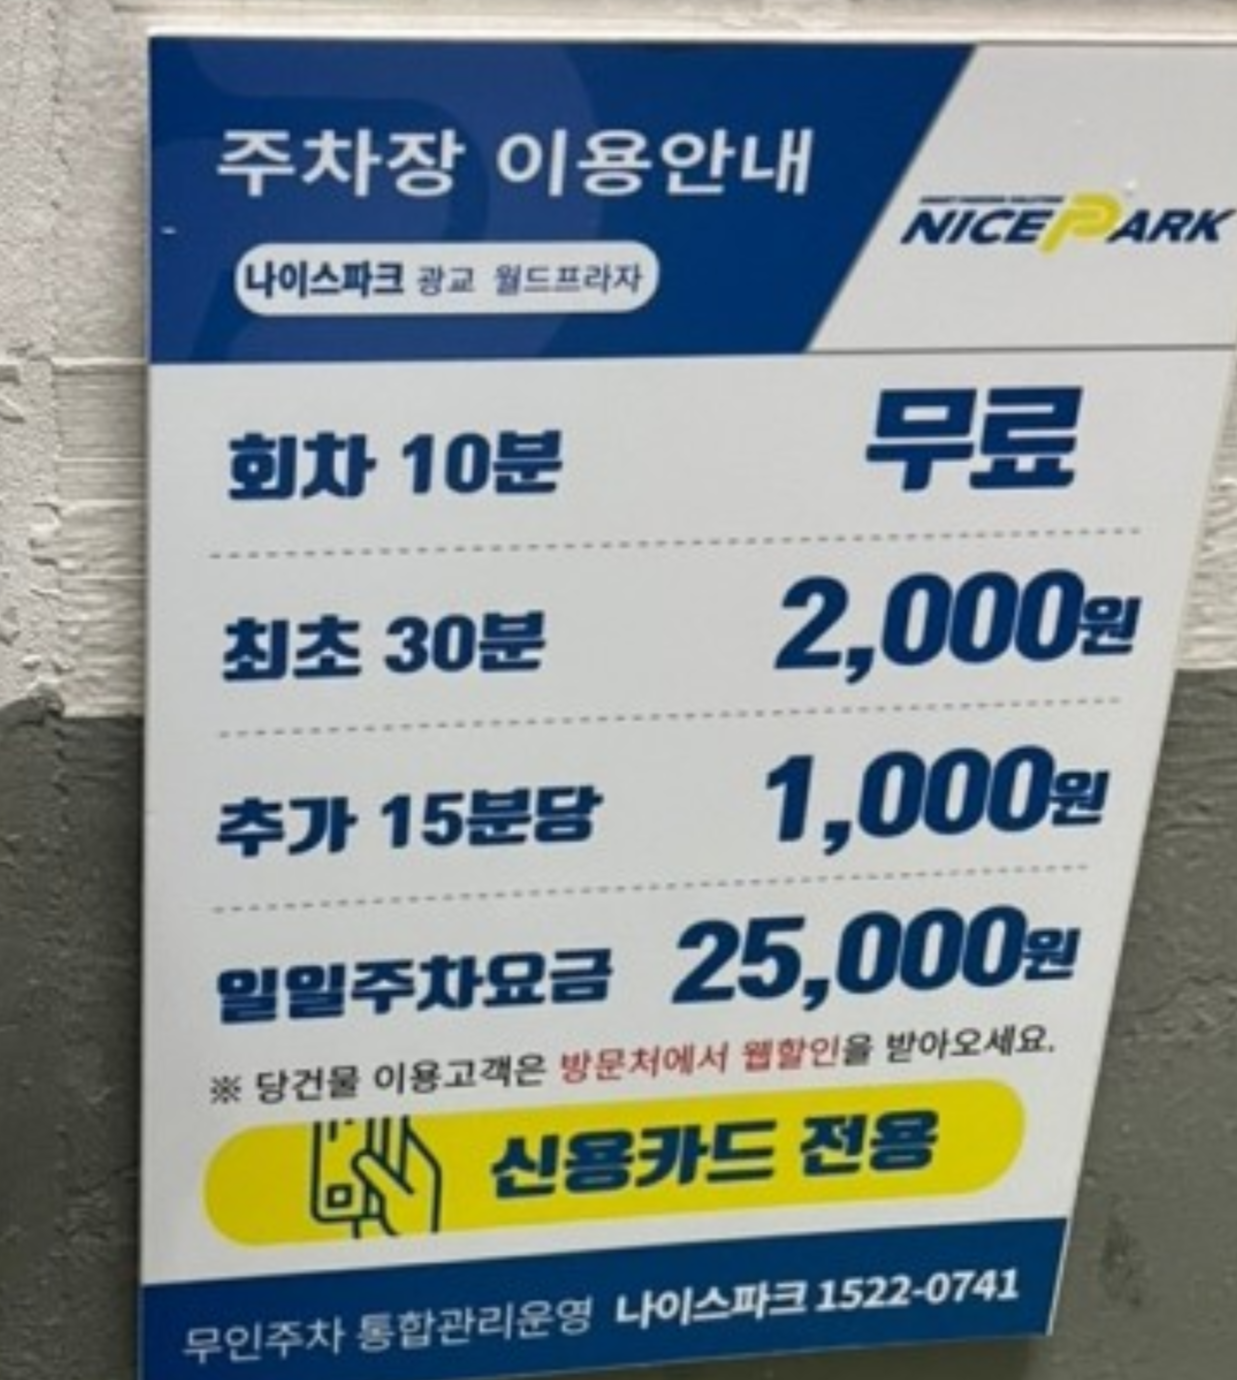 주차장 이용안내
NICEPARK
나이스파크 광교 월드프라자
회차 10분 무료
최초 30분 2,000원
추가 15분당 1,000원
일일주차요금 25,000원
※ 당건물 이용고객은 방문처에서 웹할인을 받아오세요.
신용카드 전용
무인주차 통합관리운영 나이스파크 1522-0741